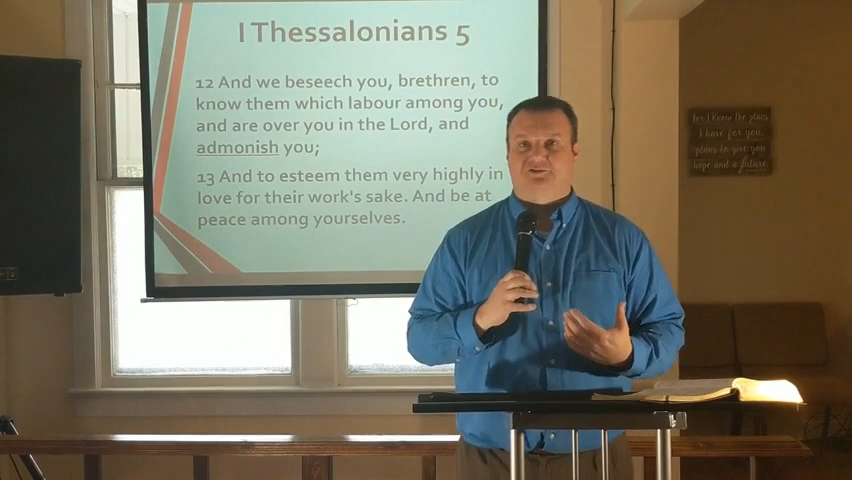 I Thessalonians 5
12 And we beseech you, brethren, to
know them which labour among you,
and are over you in the Lord, and
admonish you;
13 And to esteem them very highly in
love for their work's sake. And be at
peace among yourselves.
for I know the plans
I have for you,
plans to give you
hope and a future